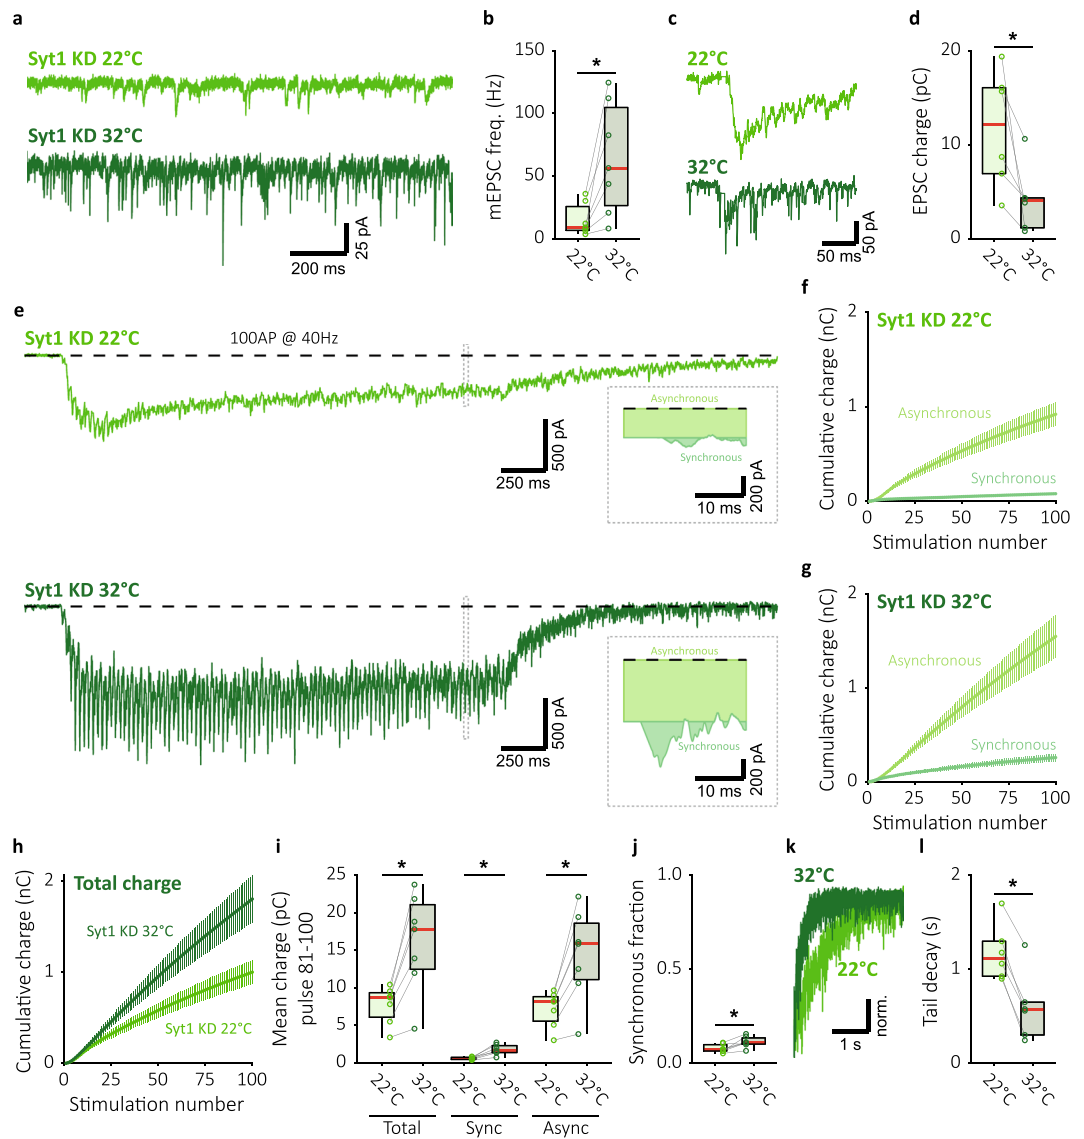 a
Syt1 KD 22°C
Syt1 KD 32°C
25 pA
200 ms
b
*
mEPSC freq. (Hz)
150
100
50
0
22°C 32°C
c
22°C
32°C
50 pA
50 ms
d
*
EPSC charge (pC)
20
10
0
22°C 32°C
e
Syt1 KD 22°C
100AP @ 40Hz
500 pA
250 ms
Asynchronous
Synchronous
200 pA
10 ms
Syt1 KD 32°C
500 pA
250 ms
Asynchronous
Synchronous
200 pA
10 ms
f
Syt1 KD 22°C
Cumulative charge (nC)
2
1
0
Asynchronous
Synchronous
0 25 50 75 100
Stimulation number
g
Syt1 KD 32°C
Cumulative charge (nC)
2
1
0
Asynchronous
Synchronous
0 25 50 75 100
Stimulation number
h
Total charge
Cumulative charge (nC)
2
1
0
Syt1 KD 32°C
Syt1 KD 22°C
0 25 50 75 100
Stimulation number
i
Mean charge (pC)
pulse 81-100
25
20
15
10
5
0
* * *
22°C 32°C 22°C 32°C 22°C 32°C
Total Sync Async
j
Synchronous fraction
1.0
0.5
0.0
*
22°C 32°C
k
32°C
22°C
norm.
1 s
l
*
Tail decay (s)
2
1
0
22°C 32°C